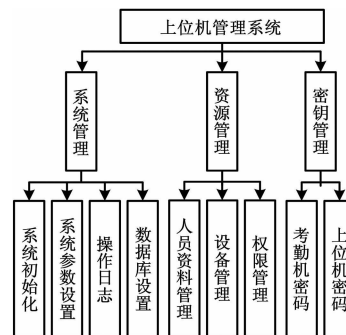 上位机管理系统
系统管理
资源管理
密钥管理
系统初始化
系统参数设置
操作日志
数据库设置
人员资料管理
设备管理
权限管理
考勤机密码
上位机密码